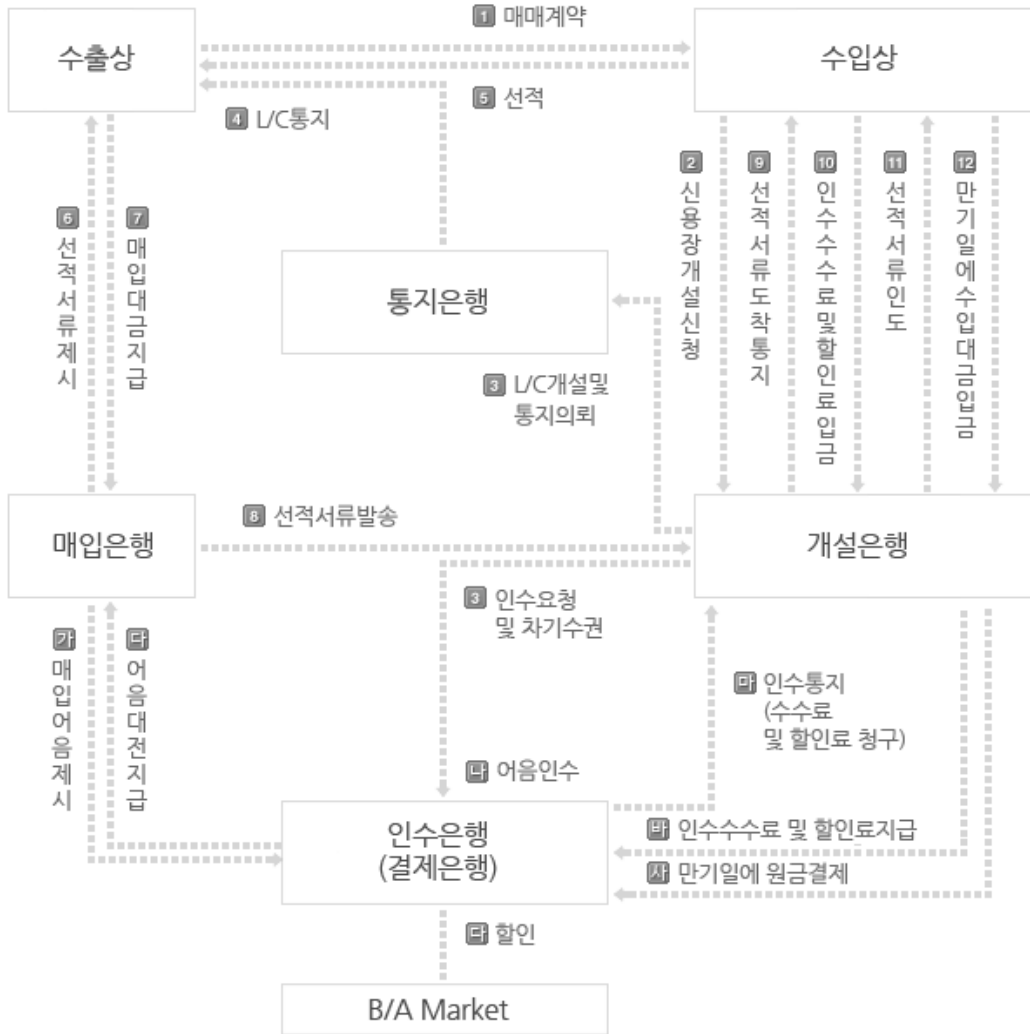 1 매매계약
수출상
수입상
5 선적
4 L/C통지
2 신용장개설신청
9 선적서류도착통지
10 인수수수료및할인료입금
11 선적서류인도
12 만기일에수입대금입금
6 선적서류제시
7 매입대금지급
통지은행
3 L/C개설및
통지의뢰
8 선적서류발송
매입은행
개설은행
3 인수요청
및 차기수권
가 매입어음제시
다 어음대전지급
마 인수통지
(수수료
및 할인료 청구)
나 어음인수
인수은행
(결제은행)
바 인수수수료 및 할인료지급
사 만기일에 원금결제
다 할인
B/A Market